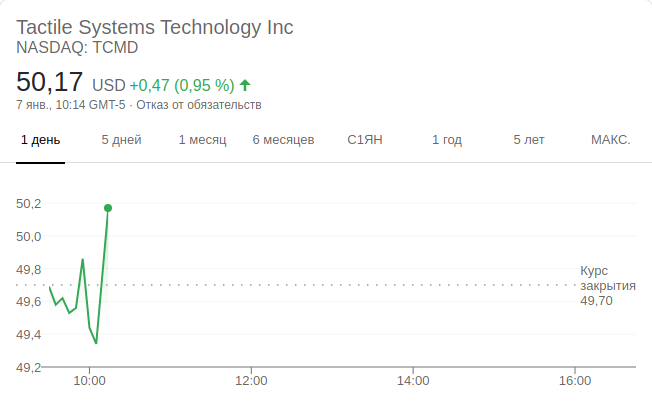 Tactile Systems Technology Inc
NASDAQ: TCMD
50,17 USD +0,47 (0,95 %)
7 янв., 10:14 GMT-5 · Отказ от обязательств
1 день 5 дней 1 месяц 6 месяцев С1ЯН 1 год 5 лет МАКС.
50,2
50,0
49,8
49,6
49,4
49,2
Курс
закрытия
49,70
10:00 12:00 14:00 16:00